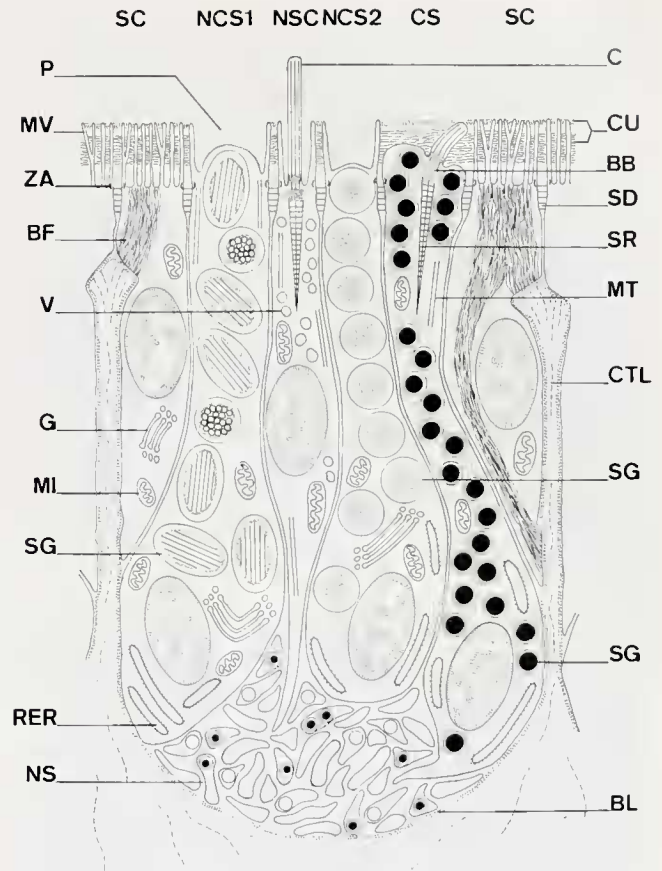 SC NCS1 NSC NCS2 CS SC
P C
MV CU
ZA BB
BF SD
V SR
G MT
MI CTL
SG SG
RER SG
NS BL